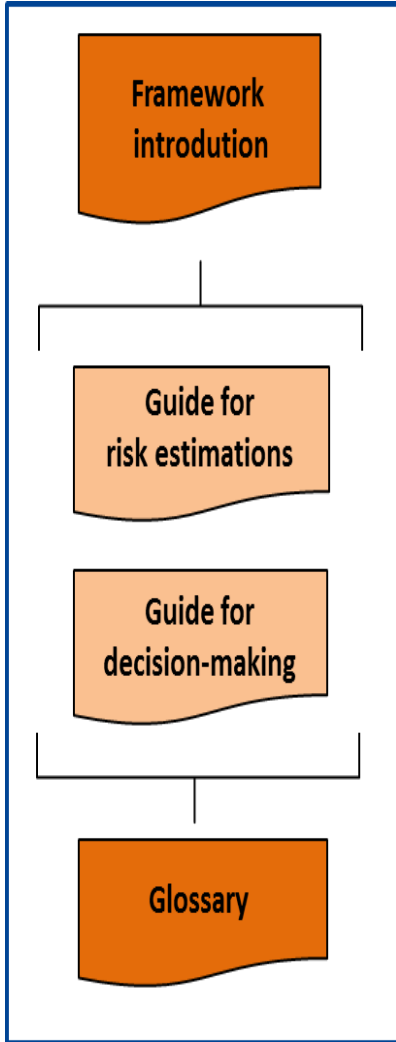 Framework
introdution
Guide for
risk estimations
Guide for
decision-making
Glossary